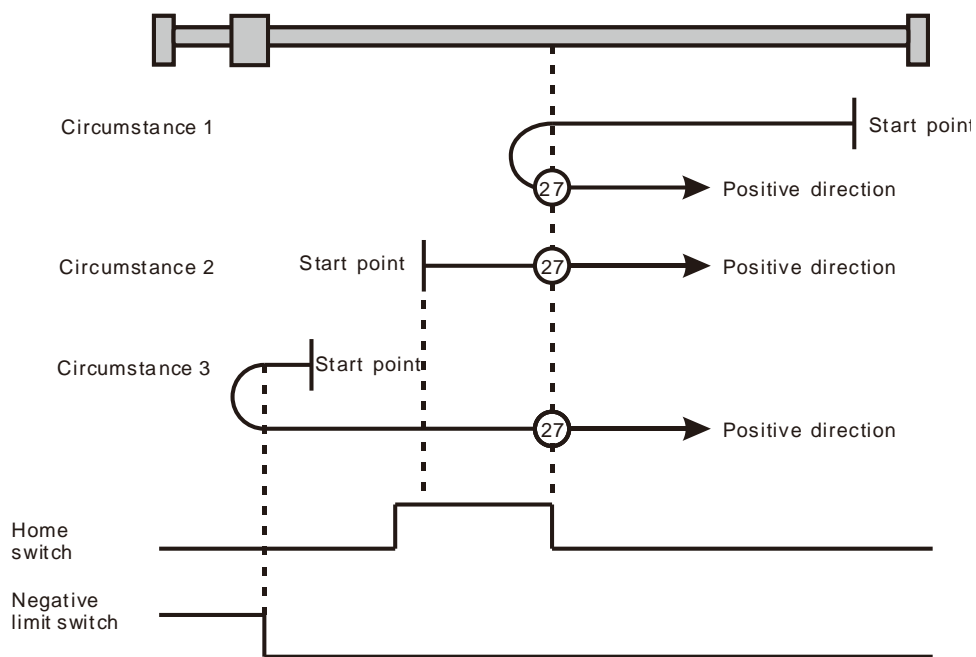 Circumstance 1
Start point
27
Positive direction
Circumstance 2
Start point
27
Positive direction
Circumstance 3
Start point
27
Positive direction
Home
switch
Negative
limit switch